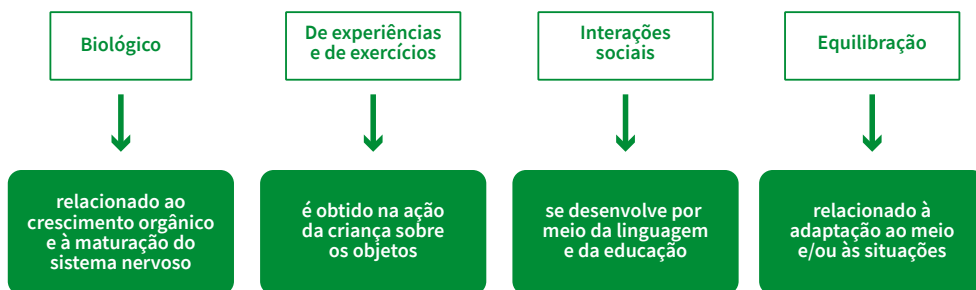 Biológico
De experiências
e de exercícios
Interações
sociais
Equilibração
relacionado ao
crescimento orgânico
e à maturação do
sistema nervoso
é obtido na ação
da criança sobre
os objetos
se desenvolve por
meio da linguagem
e da educação
relacionado à
adaptação ao meio
e/ou às situações